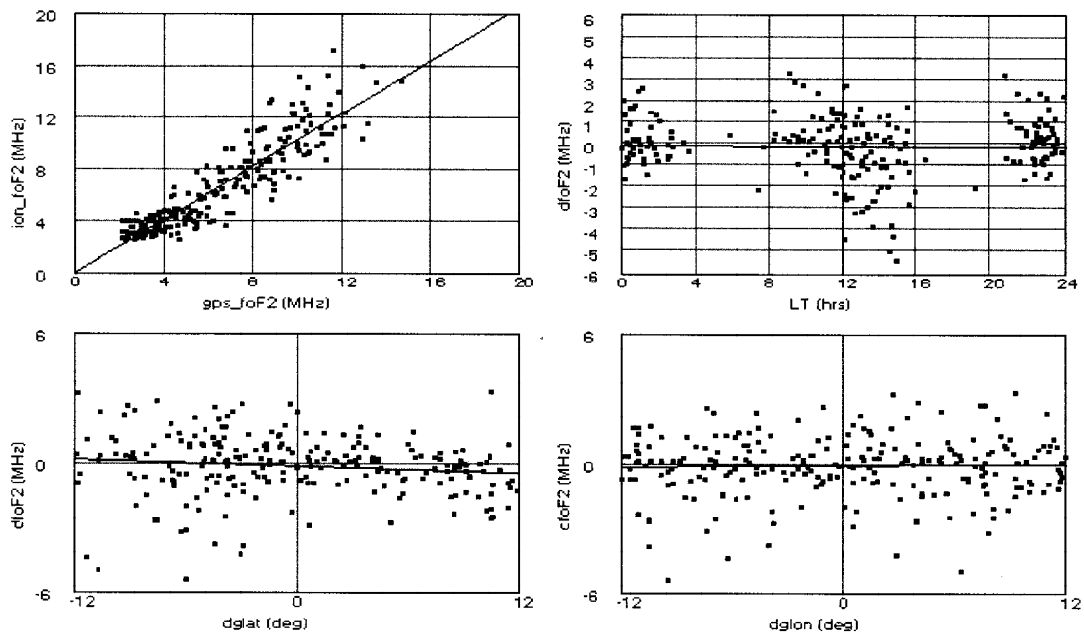 20
16
12
8
4
0
ion_foF2 (MHz)
0 4 8 12 16 20
gps_foF2 (MHz)
6
5
4
3
2
1
0
-1
-2
-3
-4
-5
-6
dfoF2 (MHz)
0 4 8 12 16 20 24
LT (hrs)
6
0
-6
dfoF2 (MHz)
-12 0 12
dglat (deg)
6
0
-6
cfoF2 (MHz)
-12 0 12
dglon (deg)